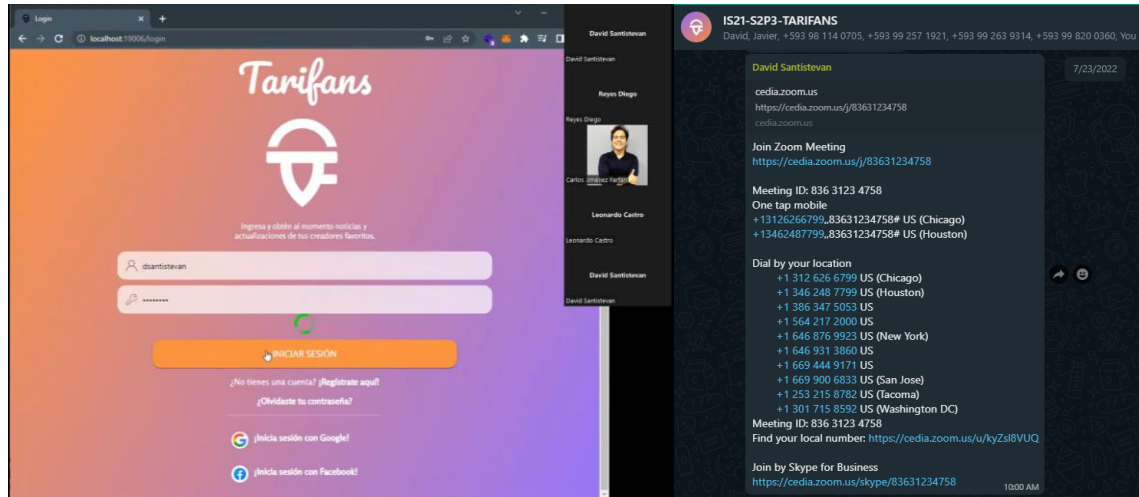 Login
localhost:19006/login
Tarifans
Ingresa y obtén al momento noticias y
actualizaciones de tus creadores favoritos.
dsantistevan
••••••••
INICIAR SESIÓN
¿No tienes una cuenta? ¡Regístrate aquí!
¿Olvidaste tu contraseña?
¡Inicia sesión con Google!
¡Inicia sesión con Facebook!
David Santistevan
David Santistevan
Reyes Diego
Reyes Diego
Carlos Jiménez Farfán
Leonardo Castro
Leonardo Castro
David Santistevan
David Santistevan
IS21-S2P3-TARIFANS
David, Javier, +593 98 114 0705, +593 99 257 1921, +593 99 263 9314, +593 99 820 0360, You
7/23/2022
David Santistevan
cedia.zoom.us
https://cedia.zoom.us/j/83631234758
cedia.zoom.us
Join Zoom Meeting
https://cedia.zoom.us/j/83631234758
Meeting ID: 836 3123 4758
One tap mobile
+13126266799,,83631234758# US (Chicago)
+13462487799,,83631234758# US (Houston)
Dial by your location
+1 312 626 6799 US (Chicago)
+1 346 248 7799 US (Houston)
+1 386 347 5053 US
+1 564 217 2000 US
+1 646 876 9923 US (New York)
+1 646 931 3860 US
+1 669 444 9171 US
+1 669 900 6833 US (San Jose)
+1 253 215 8782 US (Tacoma)
+1 301 715 8592 US (Washington DC)
Meeting ID: 836 3123 4758
Find your local number: https://cedia.zoom.us/u/kyZsl8VUQ
Join by Skype for Business
https://cedia.zoom.us/skype/83631234758
10:00 AM